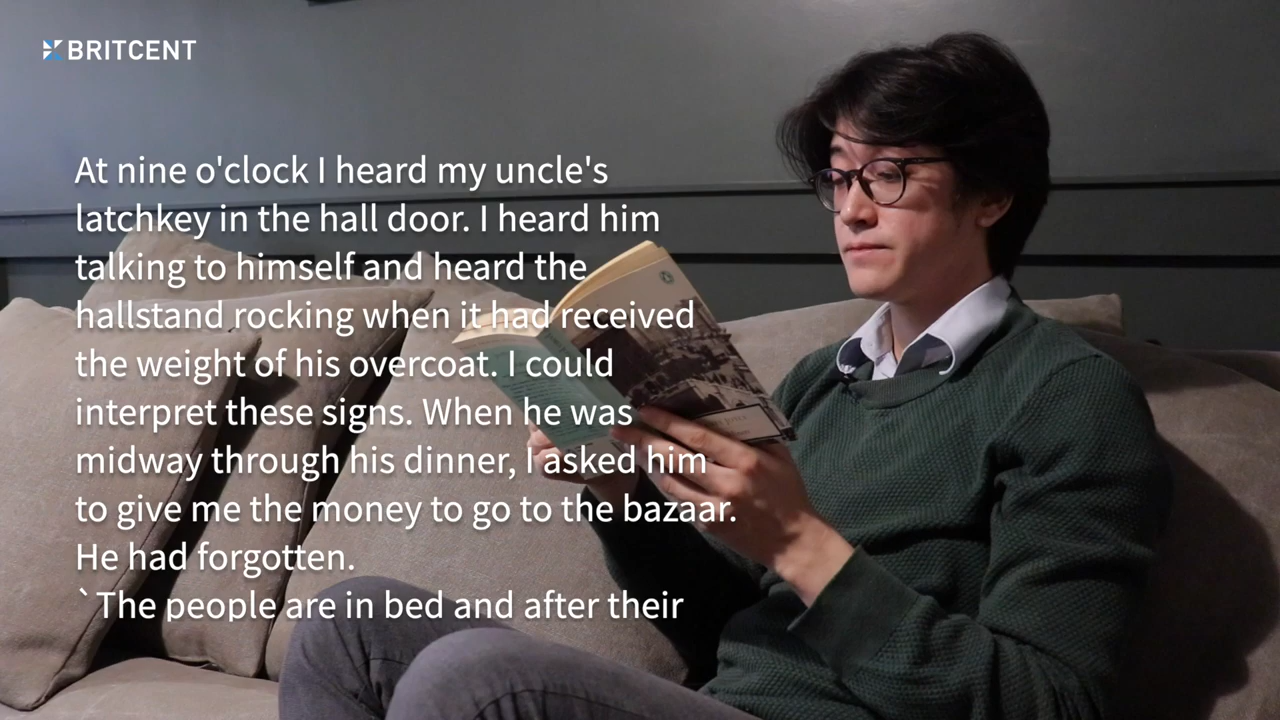 BRITCENT
At nine o'clock I heard my uncle's
latchkey in the hall door. I heard him
talking to himself and heard the
hallstand rocking when it had received
the weight of his overcoat. I could
interpret these signs. When he was
midway through his dinner, I asked him
to give me the money to go to the bazaar.
He had forgotten.
`The people are in bed and after their